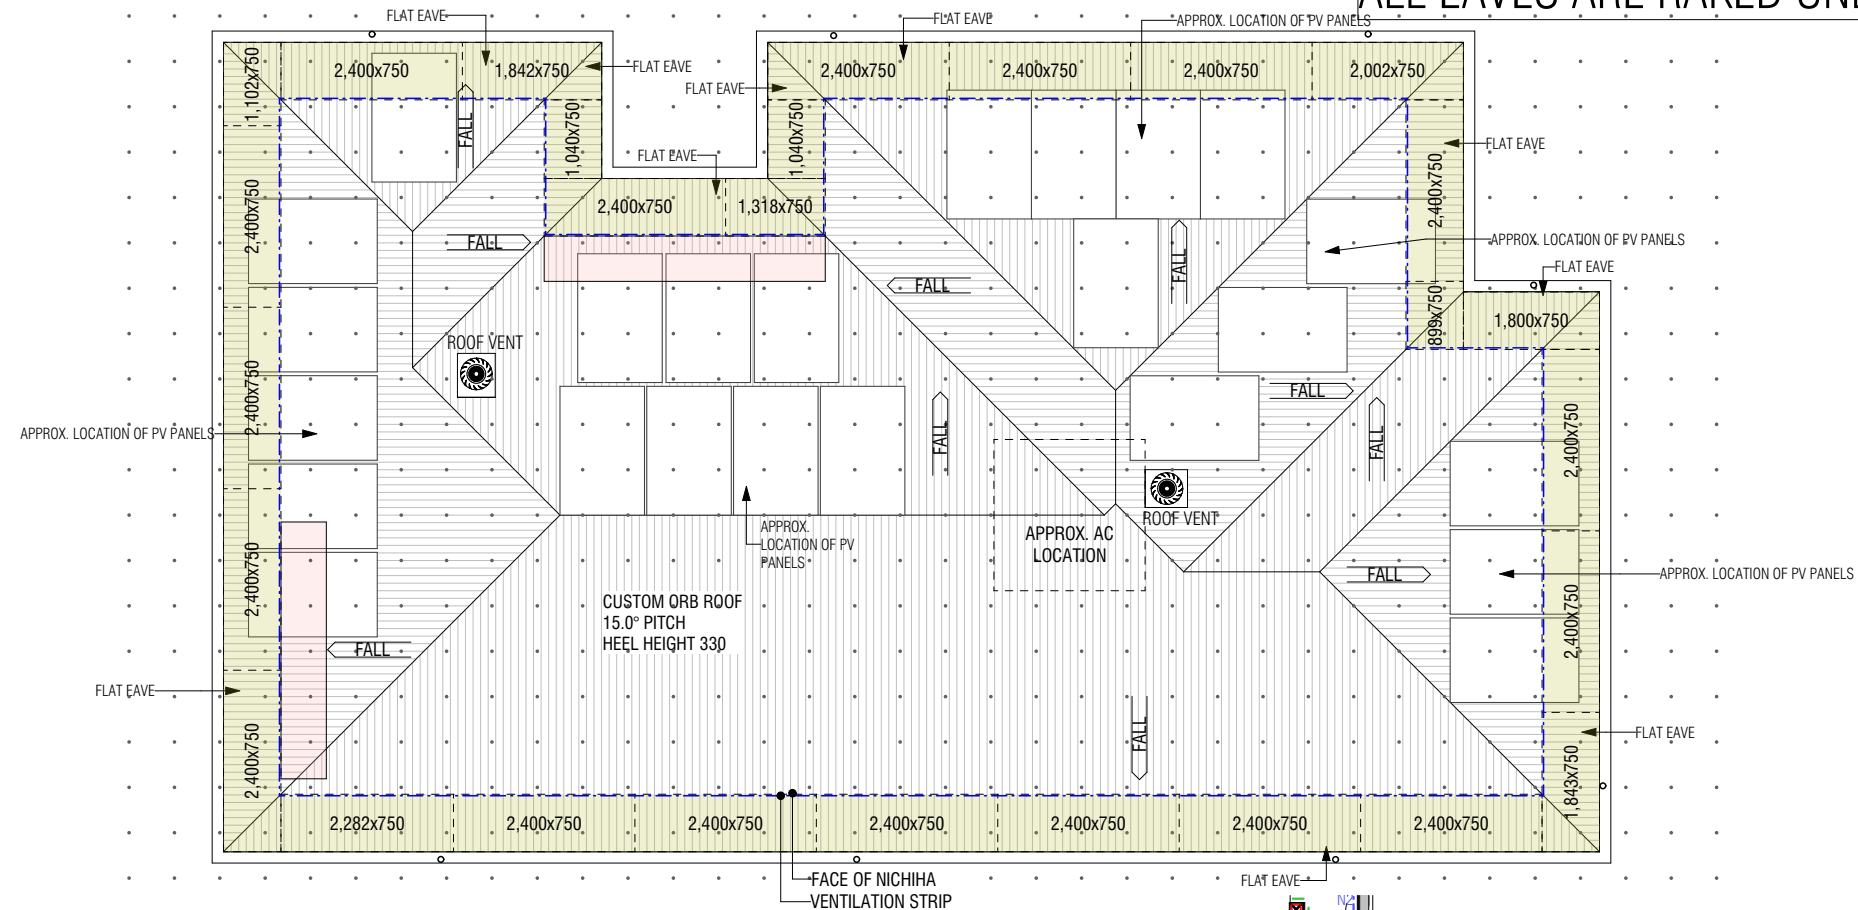 ALL EAVES ARE RAKED
FLAT EAVE
FLAT EAVE
APPROX. LOCATION OF PV PANELS
2,400x750
1,842x750
FLAT EAVE
2,400x750
2,400x750
2,400x750
2,002x750
1,102x750
FLAT EAVE
FALL
1,040x750
1,040x750
FLAT EAVE
FLAT EAVE
2,400x750
2,400x750
2,400x750
1,318x750
FALL
FALL
FALL
APPROX. LOCATION OF PV PANELS
FLAT EAVE
899x750
1,800x750
ROOF VENT
2,400x750
FALL
FALL
FALL
2,400x750
APPROX. LOCATION OF PV PANELS
ROOF VENT
APPROX.
LOCATION OF PV
PANELS
APPROX. AC
LOCATION
2,400x750
FALL
APPROX. LOCATION OF PV PANELS
CUSTOM ORB ROOF
15.0° PITCH
HEEL HEIGHT 330
2,400x750
FALL
FLAT EAVE
2,400x750
FALL
FLAT EAVE
1,843x750
2,282x750
2,400x750
2,400x750
2,400x750
2,400x750
2,400x750
2,400x750
FACE OF NICHIHA
VENTILATION STRIP
FLAT EAVE